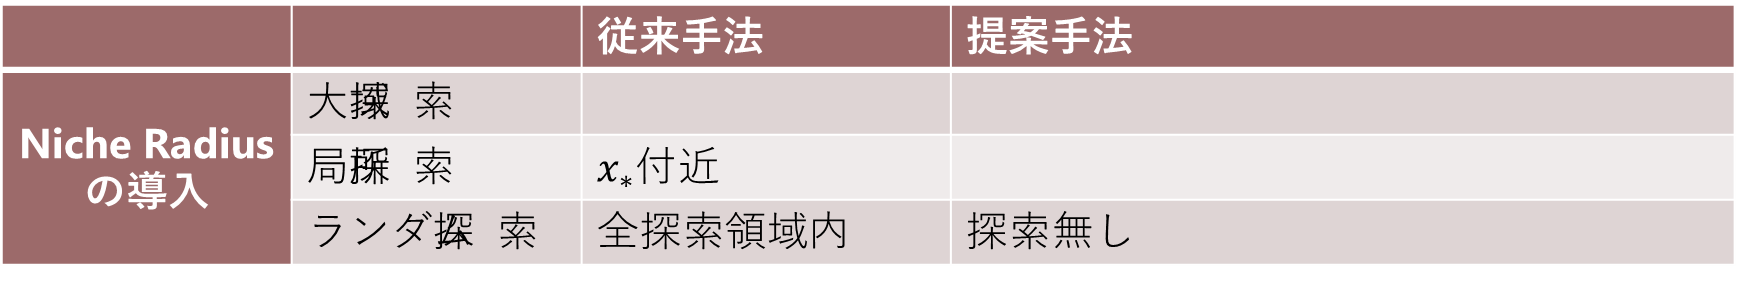 従来手法 提案手法
Niche Radius
の導入
大域探索
局所探索 x*付近
ランダム探索 全探索領域内 探索無し